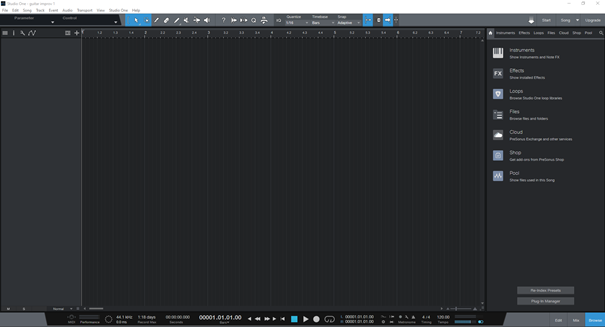 Studio One - guitar improv 1
File Edit Song Track Event Audio Transport View Studio One Help
Parameter Control
Quantize 1/16
Timebase Bars
Snap Adaptive
Start Song Upgrade
Instruments Effects Loops Files Cloud Shop Pool
Instruments
Show Instruments and Note FX
FX
Effects
Show Installed Effects
Loops
Browse Studio One loop libraries
Files
Browse files and folders
Cloud
PreSonus Exchange and other services
Shop
Get add-ons from PreSonus Shop
Pool
Show files used in this Song
Re-Index Presets
Plug-in Manager
M S Normal
MIDI Performance
44.1 kHz
1:18 days
Record Max
00:00:00.000
Seconds
00001.01.01.00
Bars
L 00001.01.01.00
R 00001.01.01.00
Metronome
4 / 4
Timing
120.00
Tempo
Edit Mix Browse